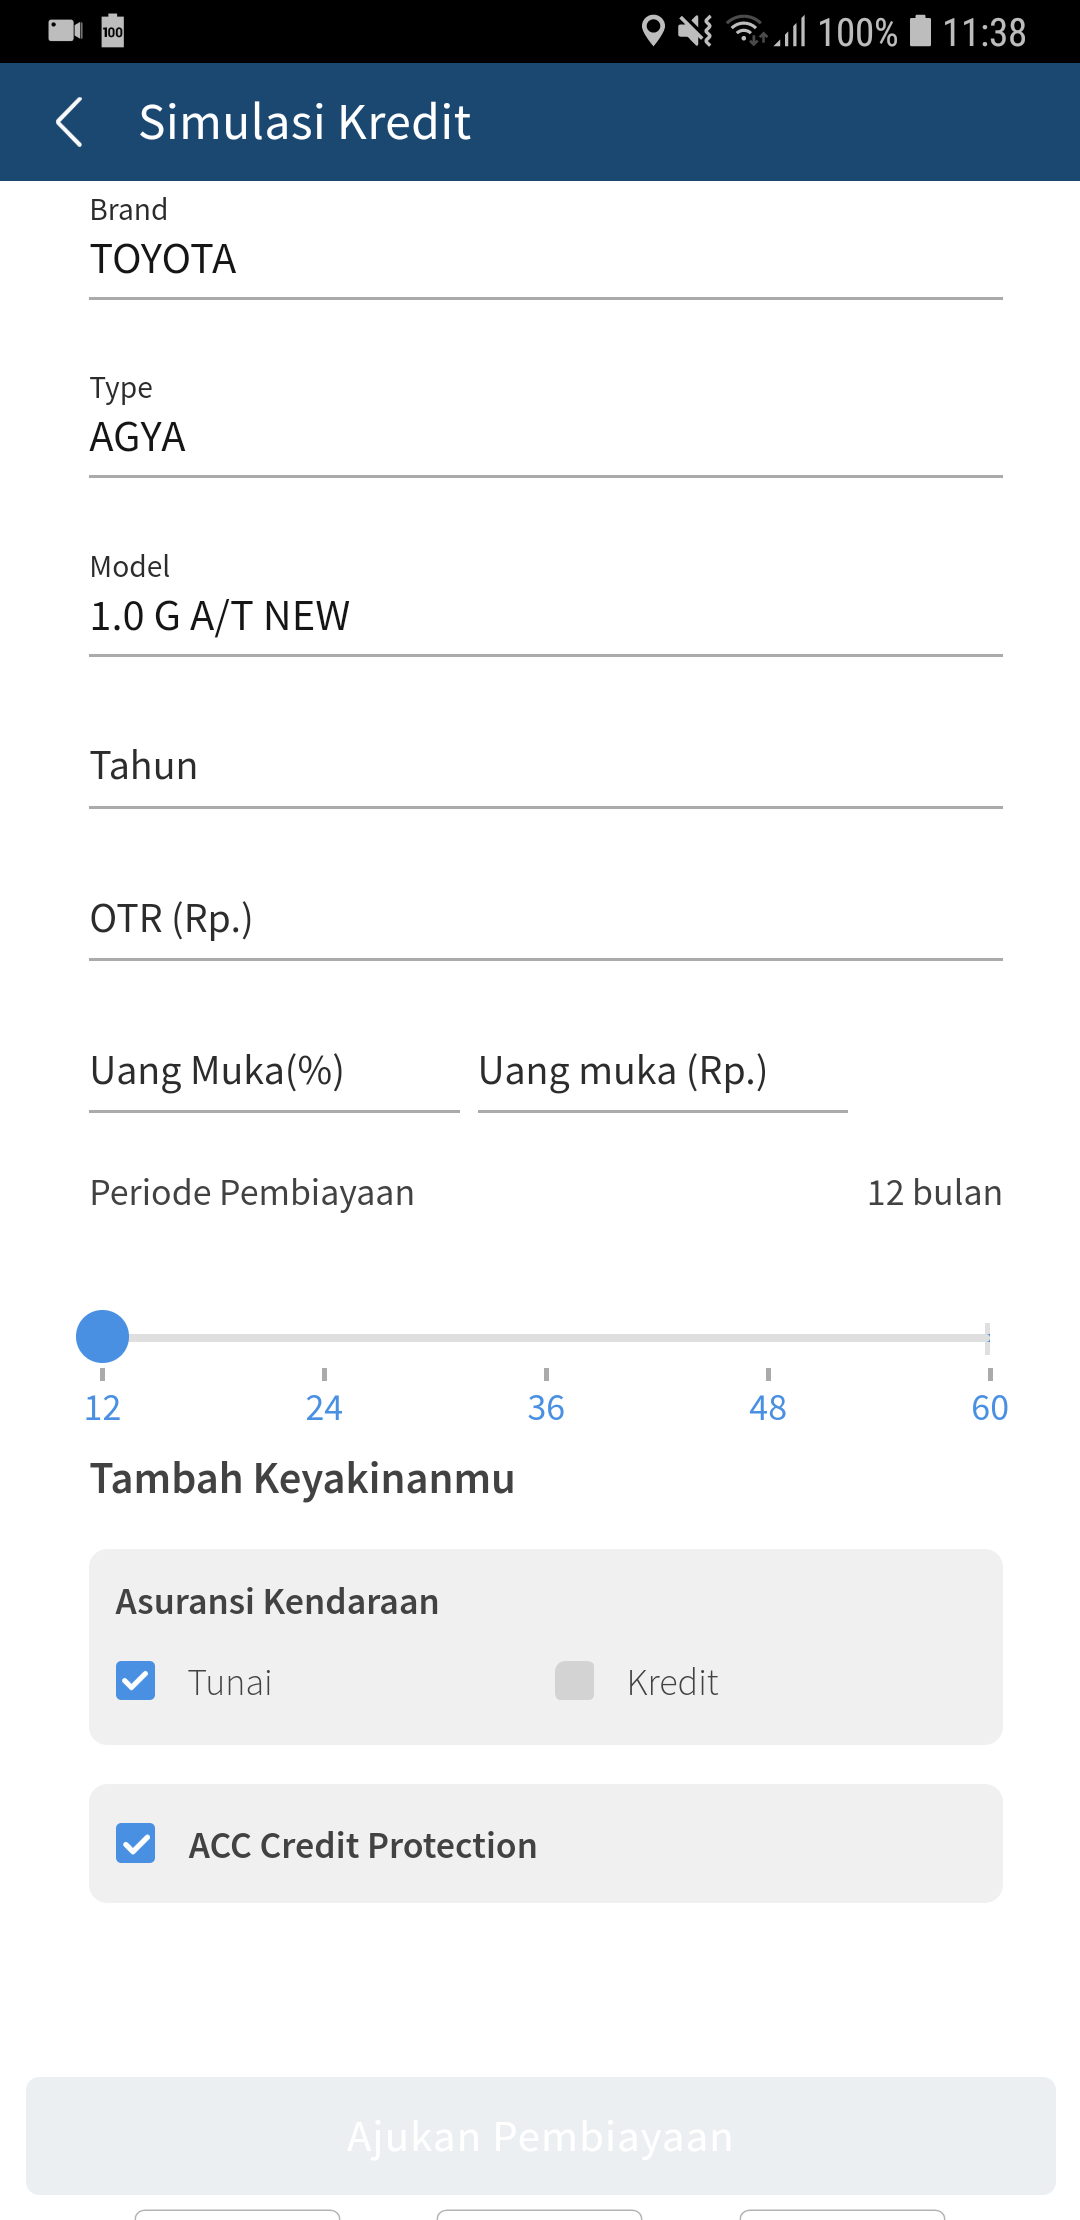 100 100% 11:38
Simulasi Kredit
Brand
TOYOTA
Type
AGYA
Model
1.0 G A/T NEW
Tahun
OTR (Rp.)
Uang Muka(%) Uang muka (Rp.)
Periode Pembiayaan 12 bulan
12 24 36 48 60
Tambah Keyakinanmu
Asuransi Kendaraan
Tunai Kredit
ACC Credit Protection
Ajukan Pembiayaan